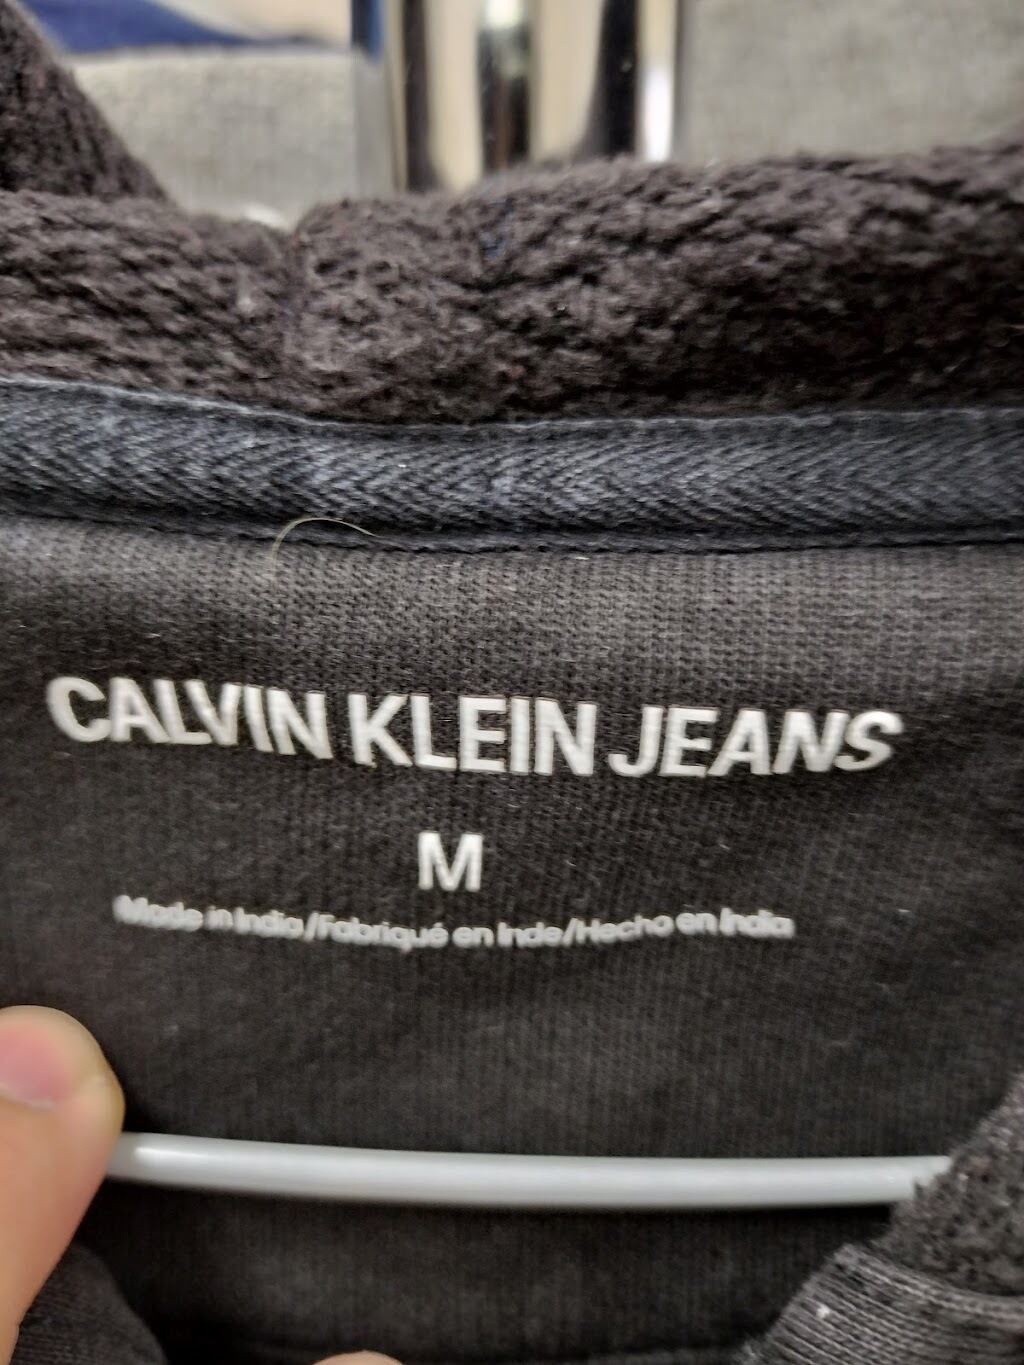 CALVIN KLEIN JEANS
M
Made in India/Fabriqué en Inde/Hecho en India